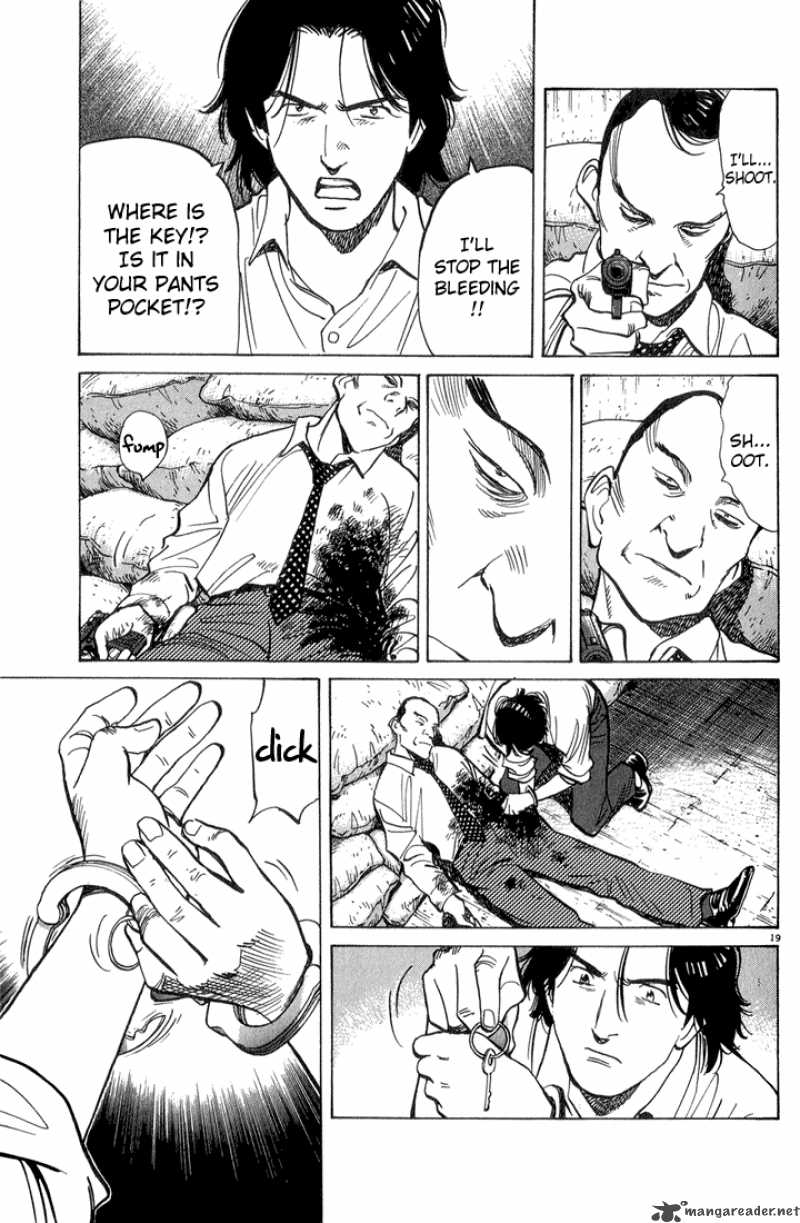 I'LL...
SHOOT.
I'LL
STOP THE
BLEEDING
!!
WHERE IS
THE KEY!?
IS IT IN
YOUR PANTS
POCKET!?
SH...
OOT.
fump
19
click
mangareader.net